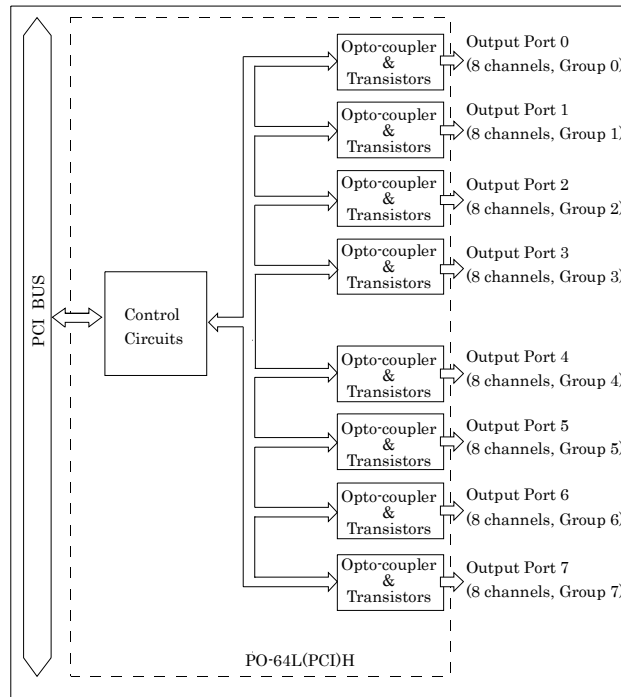 PCI BUS
Control
Circuits
Opto-coupler
&
Transistors
Output Port 0
(8 channels, Group 0)
Opto-coupler
&
Transistors
Output Port 1
(8 channels, Group 1)
Opto-coupler
&
Transistors
Output Port 2
(8 channels, Group 2)
Opto-coupler
&
Transistors
Output Port 3
(8 channels, Group 3)
Opto-coupler
&
Transistors
Output Port 4
(8 channels, Group 4)
Opto-coupler
&
Transistors
Output Port 5
(8 channels, Group 5)
Opto-coupler
&
Transistors
Output Port 6
(8 channels, Group 6)
Opto-coupler
&
Transistors
Output Port 7
(8 channels, Group 7)
PO-64L(PCI)H